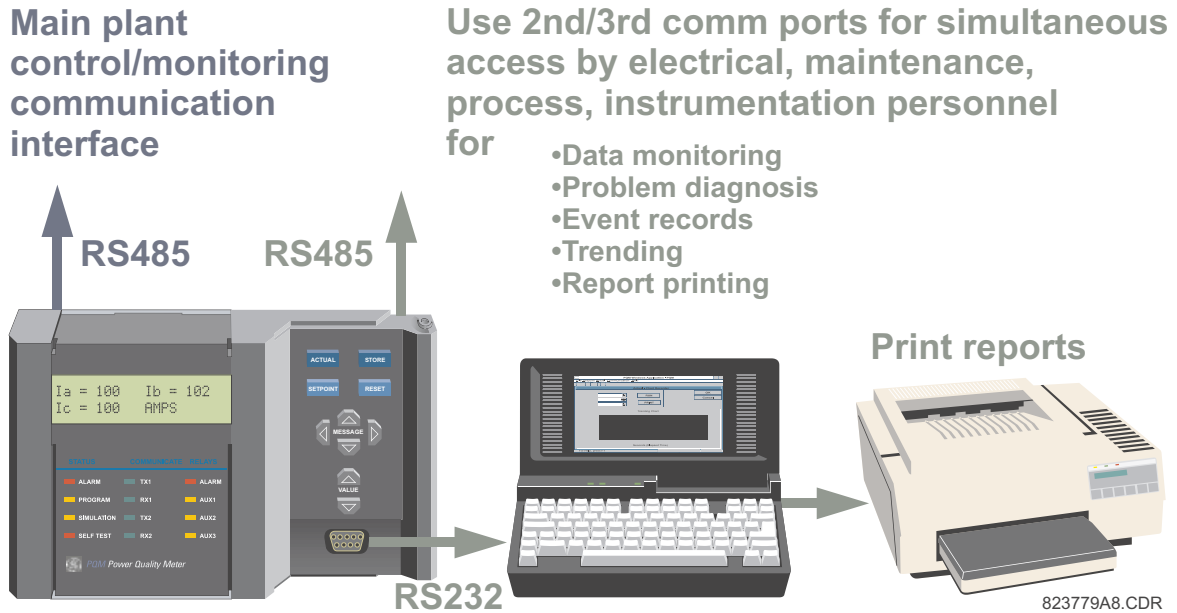 Main plant
control/monitoring
communication
interface
Use 2nd/3rd comm ports for simultaneous
access by electrical, maintenance,
process, instrumentation personnel
for
•Data monitoring
•Problem diagnosis
•Event records
•Trending
•Report printing
RS485
RS485
Print reports
ACTUAL STORE
SETPOINT RESET
MESSAGE
VALUE
Ia = 100 Ib = 102
Ic = 100 AMPS
STATUS COMMUNICATE RELAYS
ALARM TX1 ALARM
PROGRAM RX1 AUX1
SIMULATION TX2 AUX2
SELF TEST RX2 AUX3
PQM Power Quality Meter
RS232
823779A8.CDR